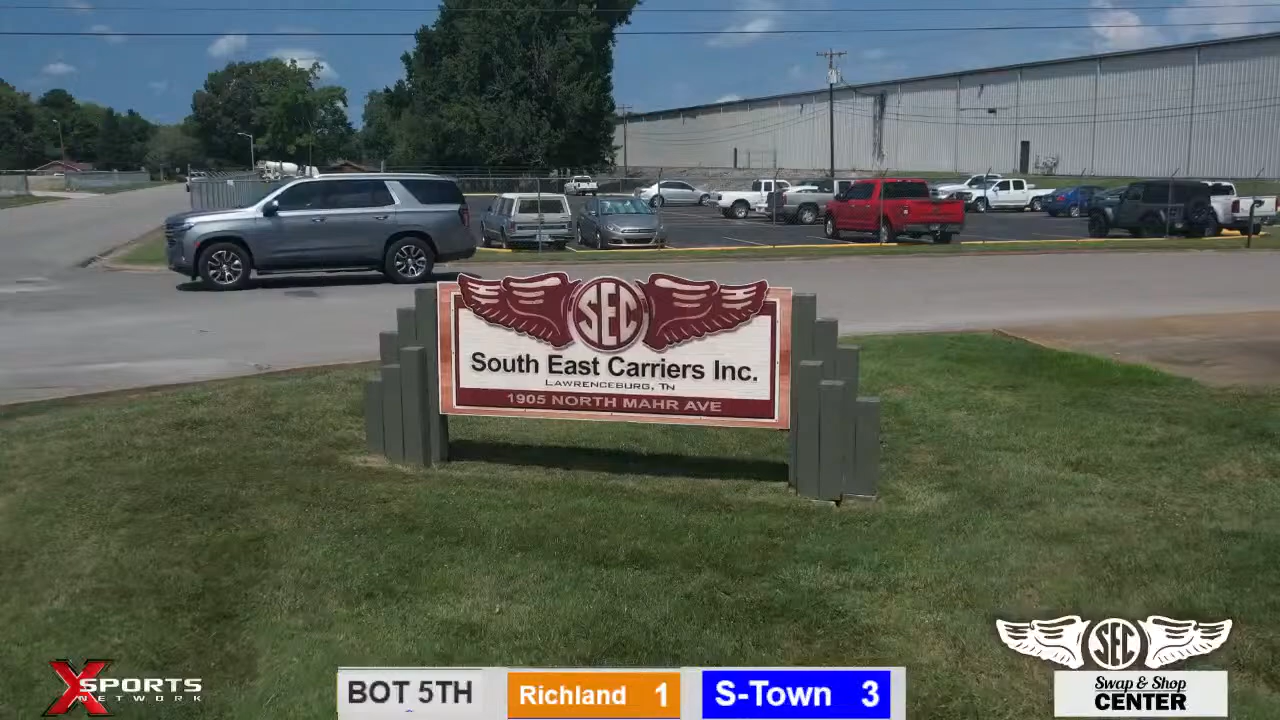 SEC
South East Carriers Inc.
Lawrenceburg, TN
1905 NORTH MAHR AVE
XSPORTS
NETWORK
BOT 5TH
Richland 1
S-Town 3
SEC
Swap & Shop
CENTER